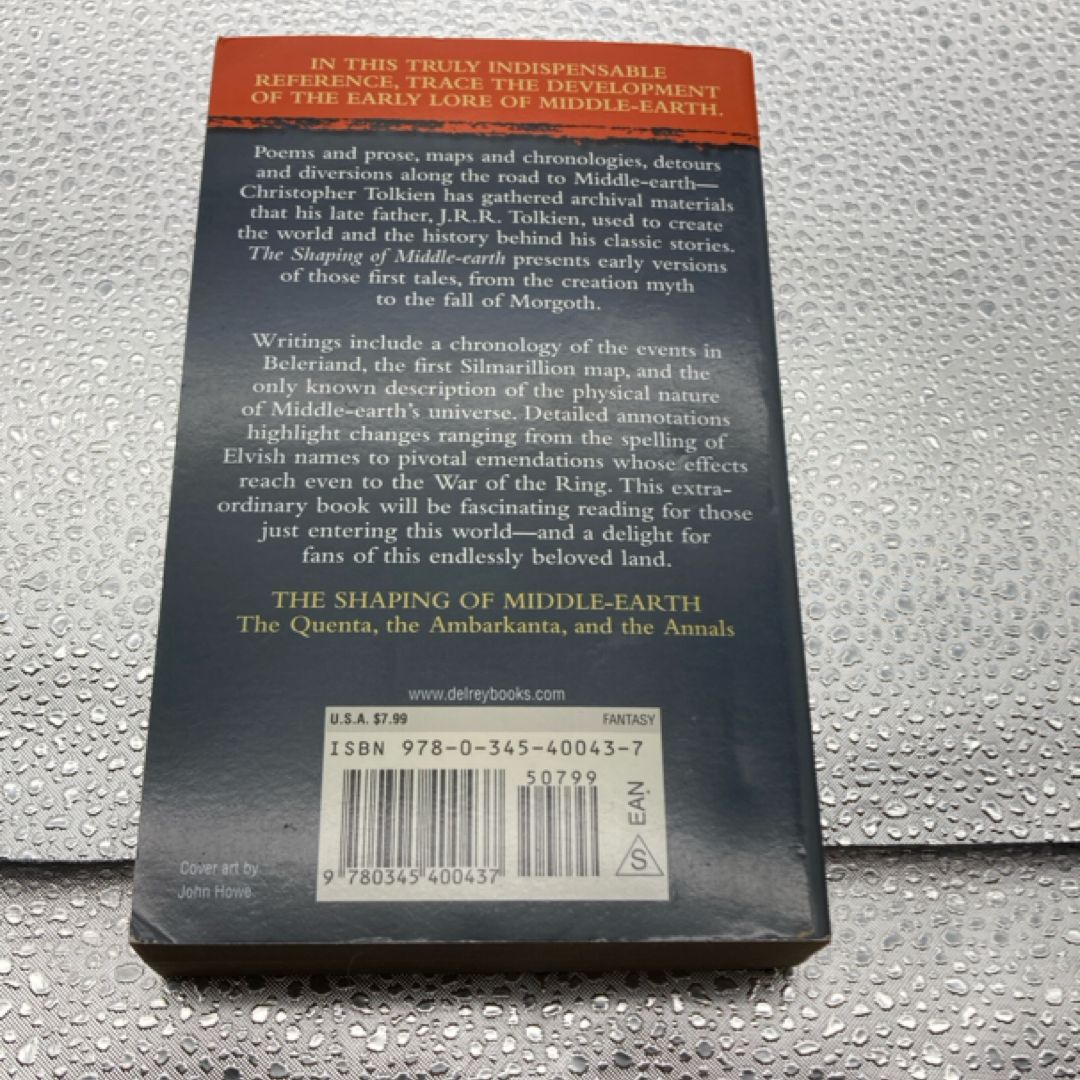 IN THIS TRULY INDISPENSABLE
REFERENCE, TRACE THE DEVELOPMENT
OF THE EARLY LORE OF MIDDLE-EARTH.
Poems and prose, maps and chronologies, detours
and diversions along the road to Middle-earth—
Christopher Tolkien has gathered archival materials
that his late father, J.R.R. Tolkien, used to create
the world and the history behind his classic stories.
The Shaping of Middle-earth presents early versions
of those first tales, from the creation myth
to the fall of Morgoth.
Writings include a chronology of the events in
Beleriand, the first Silmarillion map, and the
only known description of the physical nature
of Middle-earth's universe. Detailed annotations
highlight changes ranging from the spelling of
Elvish names to pivotal emendations whose effects
reach even to the War of the Ring. This extra-
ordinary book will be fascinating reading for those
just entering this world—and a delight for
fans of this endlessly beloved land.
THE SHAPING OF MIDDLE-EARTH
The Quenta, the Ambarkanta, and the Annals
www.delreybooks.com
U.S.A. $7.99 FANTASY
ISBN 978-0-345-40043-7
50799
EAN
S
9 780345 400437
Cover art by
John Howe